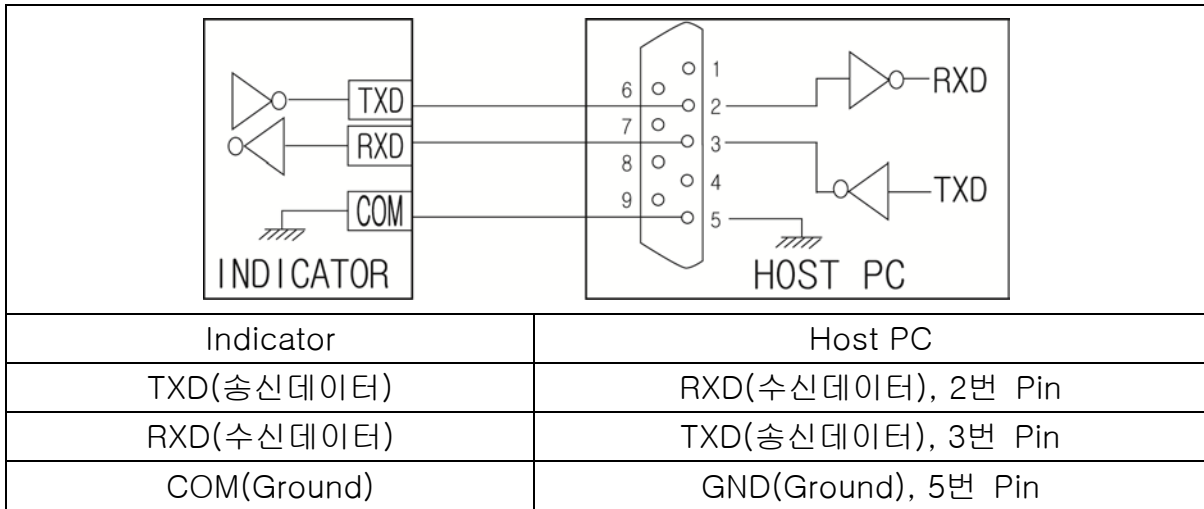 TXD
RXD
COM
INDICATOR
1
6
2
7
3
8
4
9
5
RXD
TXD
HOST PC
Indicator Host PC
TXD(송신데이터) RXD(수신데이터), 2번 Pin
RXD(수신데이터) TXD(송신데이터), 3번 Pin
COM(Ground) GND(Ground), 5번 Pin